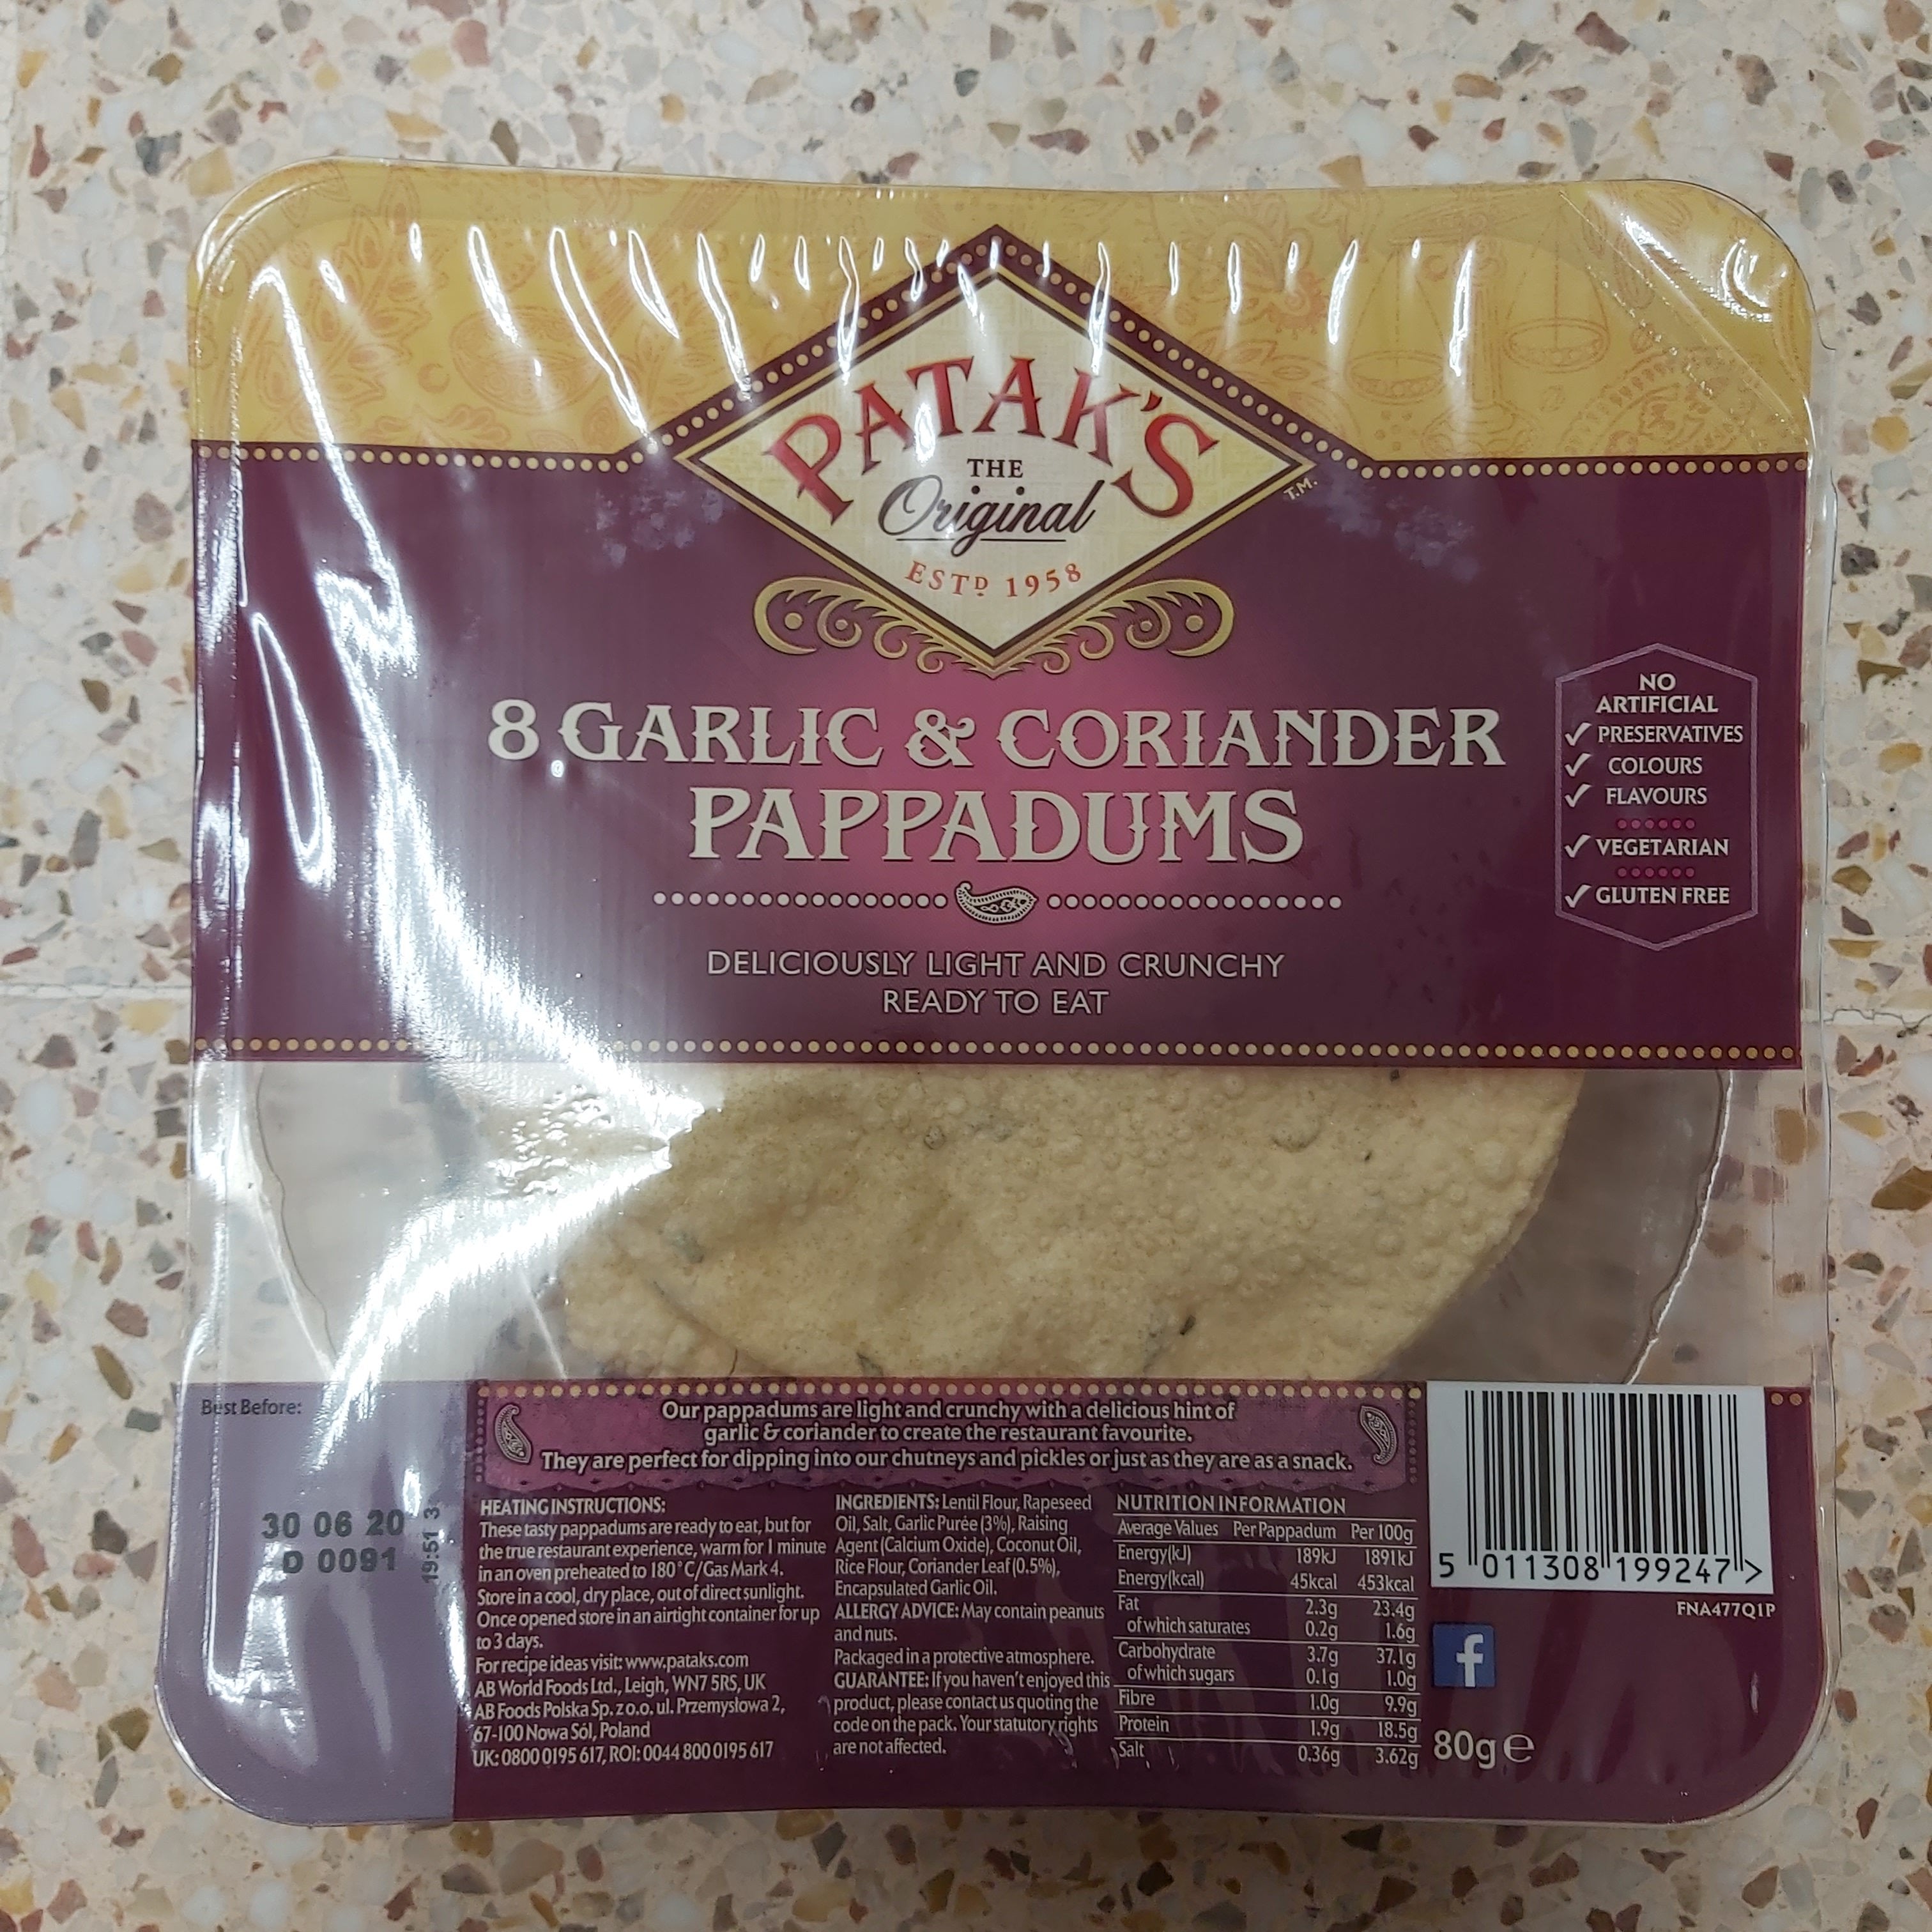 PATAK'S
THE
Original
ESTD 1958
T.M.
8 GARLIC & CORIANDER
PAPPADUMS
DELICIOUSLY LIGHT AND CRUNCHY
READY TO EAT
NO
ARTIFICIAL
✓ PRESERVATIVES
✓ COLOURS
✓ FLAVOURS
✓ VEGETARIAN
✓ GLUTEN FREE
Best Before:
30 06 20
D 0091
19:51 3
Our pappadums are light and crunchy with a delicious hint of
garlic & coriander to create the restaurant favourite.
They are perfect for dipping into our chutneys and pickles or just as they are as a snack.
HEATING INSTRUCTIONS:
These tasty pappadums are ready to eat, but for
the true restaurant experience, warm for 1 minute
in an oven preheated to 180°C/Gas Mark 4.
Store in a cool, dry place, out of direct sunlight.
Once opened store in an airtight container for up
to 3 days.
For recipe ideas visit: www.pataks.com
AB World Foods Ltd., Leigh, WN7 5RS, UK
AB Foods Polska Sp. z o.o. ul. Przemysłowa 2,
67-100 Nowa Sól, Poland
UK: 0800 0195 617, ROI: 0044 800 0195 617
INGREDIENTS: Lentil Flour, Rapeseed
Oil, Salt, Garlic Purée (3%), Raising
Agent (Calcium Oxide), Coconut Oil,
Rice Flour, Coriander Leaf (0.5%),
Encapsulated Garlic Oil.
ALLERGY ADVICE: May contain peanuts
and nuts.
Packaged in a protective atmosphere.
GUARANTEE: If you haven't enjoyed this
product, please contact us quoting the
code on the pack. Your statutory rights
are not affected.
NUTRITION INFORMATION
Average Values Per Pappadum Per 100g
Energy(kJ) 189kJ 1891kJ
Energy(kcal) 45kcal 453kcal
Fat 2.3g 23.4g
of which saturates 0.2g 1.6g
Carbohydrate 3.7g 37.1g
of which sugars 0.1g 1.0g
Fibre 1.0g 9.9g
Protein 1.9g 18.5g
Salt 0.36g 3.62g
5 011308 199247 >
FNA477Q1P
f
80g e